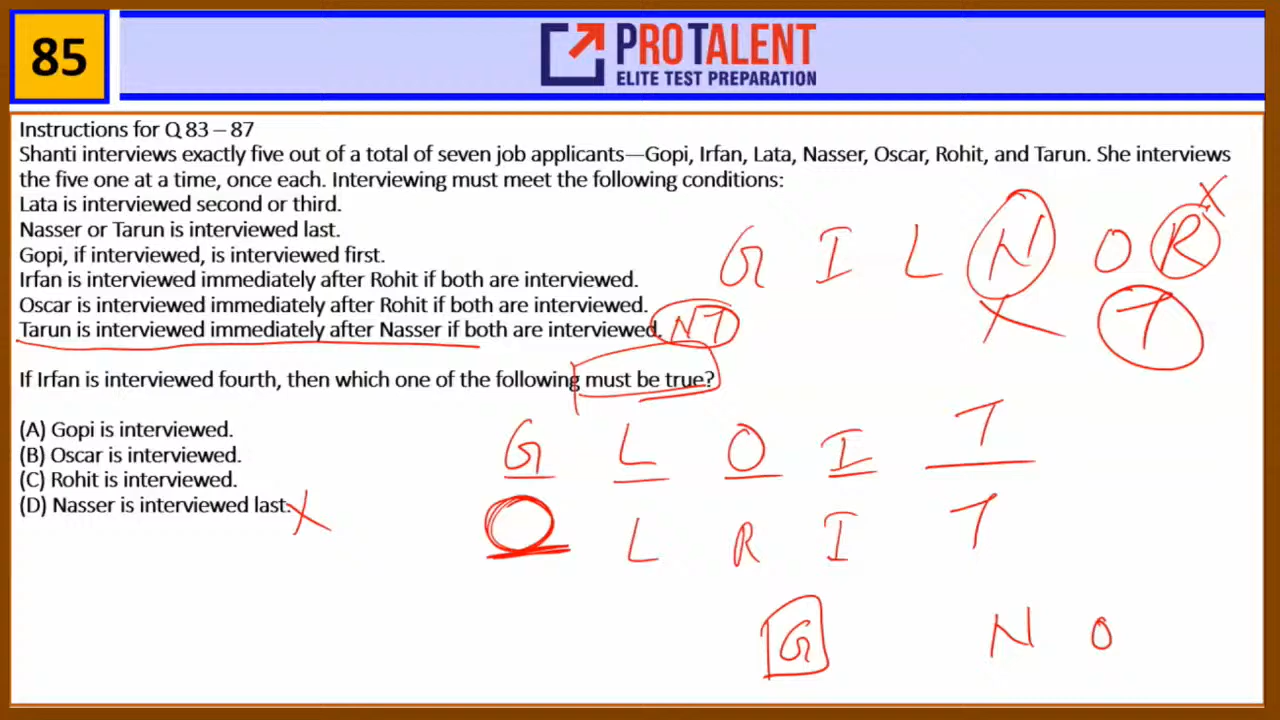 85
PROTALENT
ELITE TEST PREPARATION
Instructions for Q 83 – 87
Shanti interviews exactly five out of a total of seven job applicants—Gopi, Irfan, Lata, Nasser, Oscar, Rohit, and Tarun. She interviews
the five one at a time, once each. Interviewing must meet the following conditions:
Lata is interviewed second or third.
Nasser or Tarun is interviewed last.
Gopi, if interviewed, is interviewed first.
Irfan is interviewed immediately after Rohit if both are interviewed.
Oscar is interviewed immediately after Rohit if both are interviewed.
Tarun is interviewed immediately after Nasser if both are interviewed. NT
G I L N O R X
X T
If Irfan is interviewed fourth, then which one of the following must be true?
(A) Gopi is interviewed.
(B) Oscar is interviewed.
(C) Rohit is interviewed.
(D) Nasser is interviewed last. X
G L O I T
L R I T
G N O